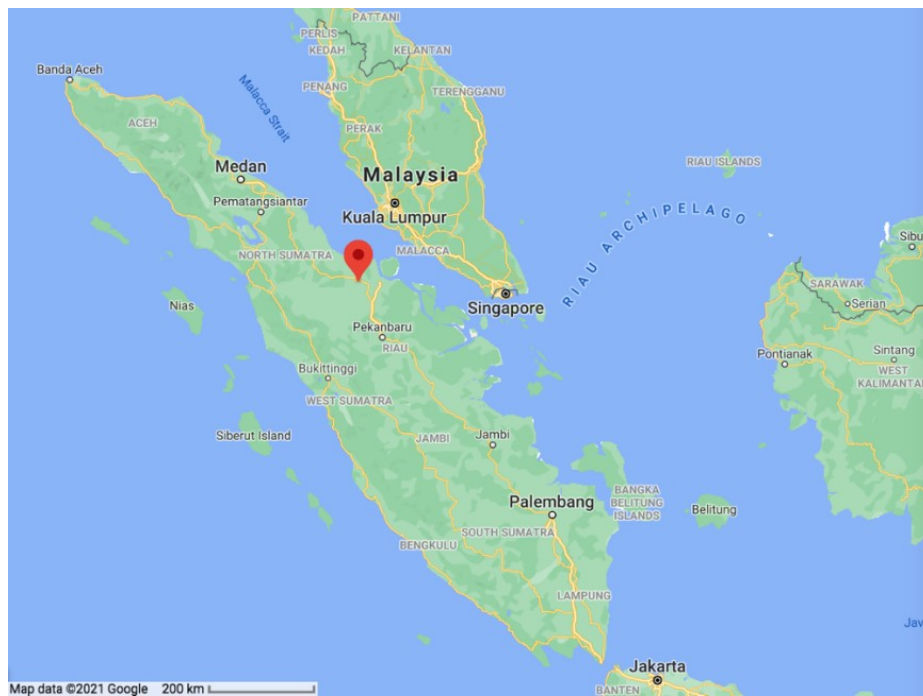 PATTANI
PERLIS
KEDAH
KELANTAN
Banda Aceh
Malacca Strait
PENANG
TERENGGANU
ACEH
PERAK
Medan
RIAU ISLANDS
Malaysia
Pematangsiantar
Kuala Lumpur
RIAU ARCHIPELAGO
Sibu
NORTH SUMATRA
MALACCA
SARAWAK
Nias
Singapore
Serian
Pekanbaru
RIAU
Pontianak
Sintang
WEST
KALIMANTAN
Bukittinggi
WEST SUMATRA
Siberut Island
JAMBI
Jambi
Palembang
BANGKA
BELITUNG
ISLANDS
Belitung
SOUTH SUMATRA
BENGKULU
LAMPUNG
Jav
Jakarta
BANTEN
Map data ©2021 Google 200 km